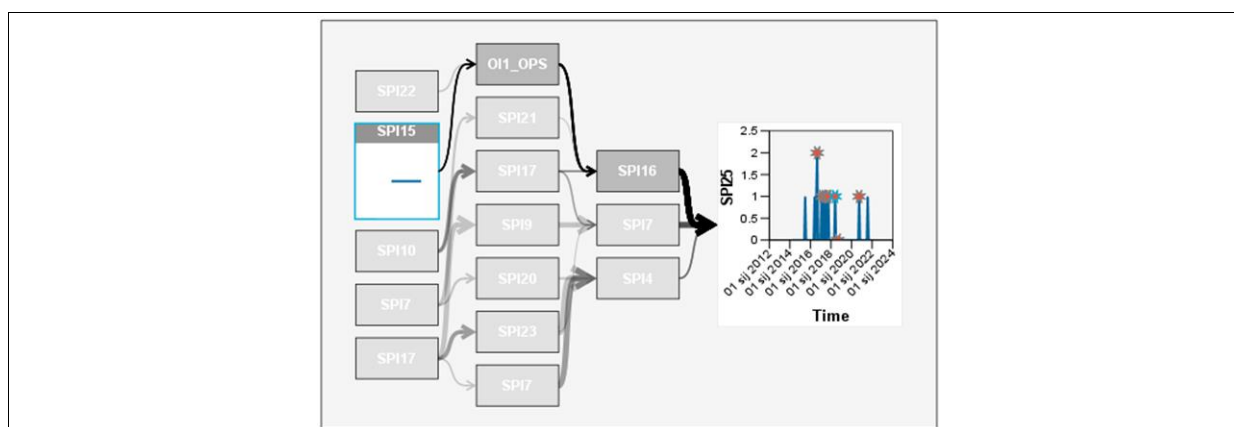 SPI22
SPI15
SPI10
SPI7
SPI17
OI1_OPS
SPI21
SPI17
SPI9
SPI20
SPI23
SPI7
SPI16
SPI7
SPI4
SPI25
2.5
2
1.5
1
0.5
0
01 sij 2012
01 sij 2014
01 sij 2016
01 sij 2018
01 sij 2020
01 sij 2022
01 sij 2024
Time